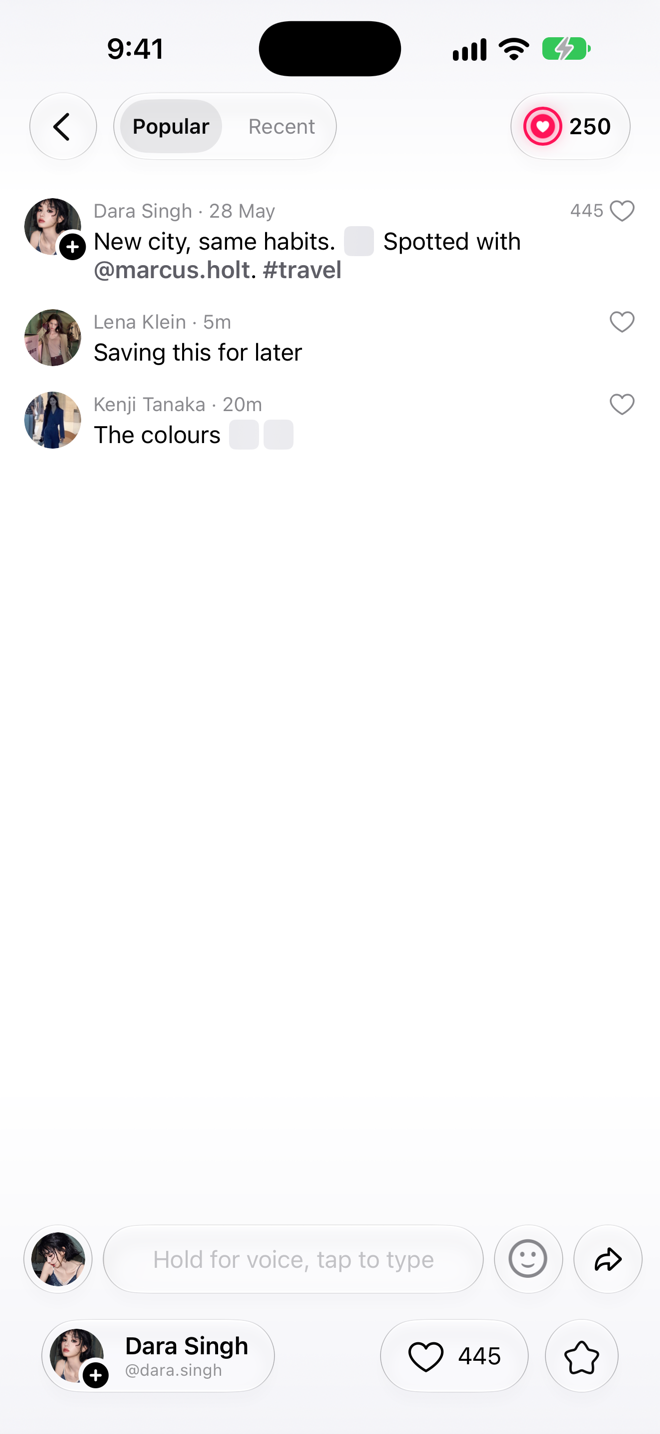 9:41
Popular
Recent
250
Dara Singh · 28 May
445
New city, same habits. Spotted with
@marcus.holt. #travel
Lena Klein · 5m
Saving this for later
Kenji Tanaka · 20m
The colours
Hold for voice, tap to type
Dara Singh
@dara.singh
445